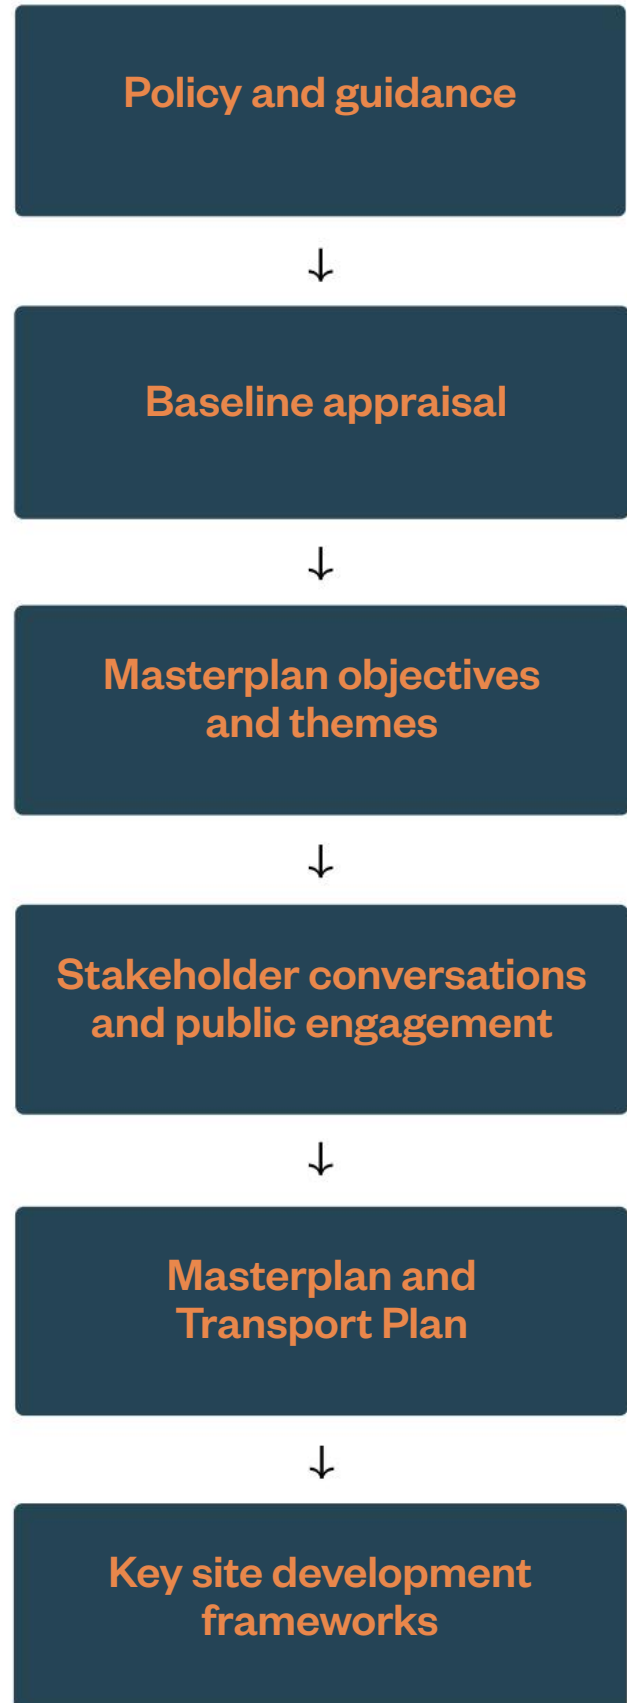 Policy and guidance
↓
Baseline appraisal
↓
Masterplan objectives
and themes
↓
Stakeholder conversations
and public engagement
↓
Masterplan and
Transport Plan
↓
Key site development
frameworks